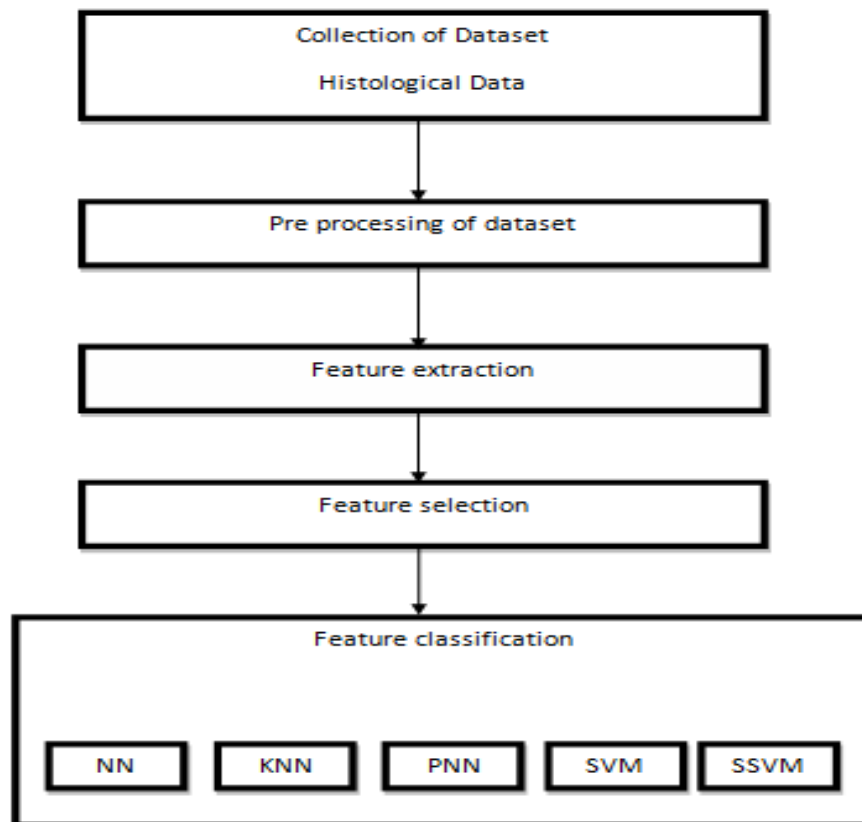 Collection of Dataset
Histological Data
Pre processing of dataset
Feature extraction
Feature selection
Feature classification
NN
KNN
PNN
SVM
SSVM